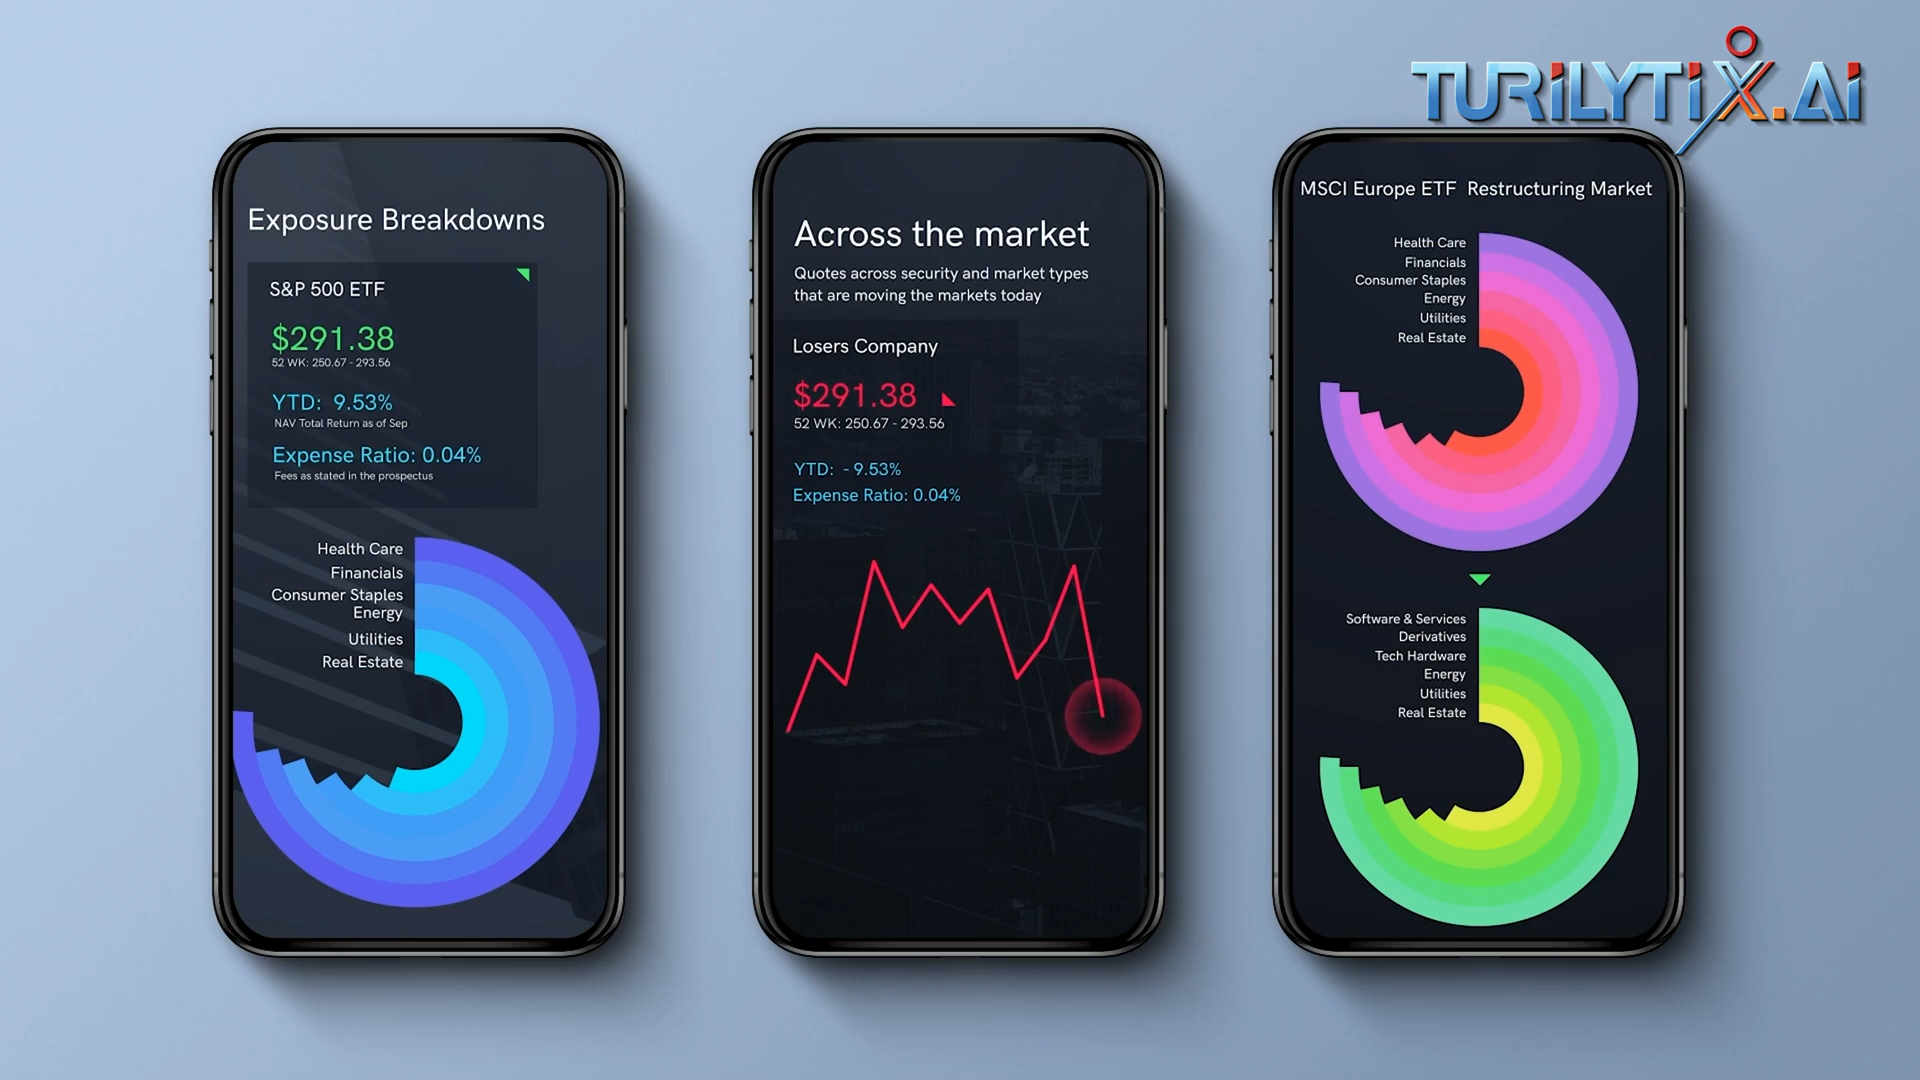 TURiLYTiX.Ai
Exposure Breakdowns
S&P 500 ETF
$291.38
52 WK: 250.67 - 293.56
YTD: 9.53%
NAV Total Return as of Sep
Expense Ratio: 0.04%
Fees as stated in the prospectus
Health Care
Financials
Consumer Staples
Energy
Utilities
Real Estate
Across the market
Quotes across security and market types
that are moving the markets today
Losers Company
$291.38
52 WK: 250.67 - 293.56
YTD: - 9.53%
Expense Ratio: 0.04%
MSCI Europe ETF Restructuring Market
Health Care
Financials
Consumer Staples
Energy
Utilities
Real Estate
Software & Services
Derivatives
Tech Hardware
Energy
Utilities
Real Estate